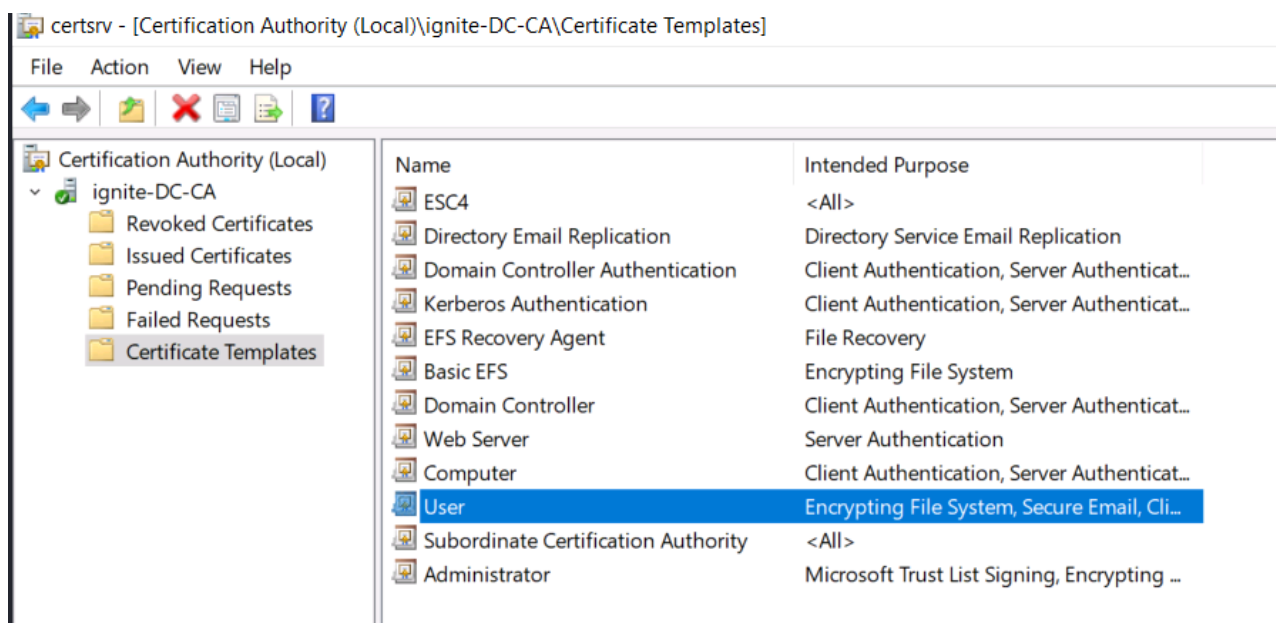 certsrv - [Certification Authority (Local)\ignite-DC-CA\Certificate Templates]
File Action View Help
Certification Authority (Local)
ignite-DC-CA
Revoked Certificates
Issued Certificates
Pending Requests
Failed Requests
Certificate Templates
Name Intended Purpose
ESC4 <All>
Directory Email Replication Directory Service Email Replication
Domain Controller Authentication Client Authentication, Server Authenticat...
Kerberos Authentication Client Authentication, Server Authenticat...
EFS Recovery Agent File Recovery
Basic EFS Encrypting File System
Domain Controller Client Authentication, Server Authenticat...
Web Server Server Authentication
Computer Client Authentication, Server Authenticat...
User Encrypting File System, Secure Email, Cli...
Subordinate Certification Authority <All>
Administrator Microsoft Trust List Signing, Encrypting ...